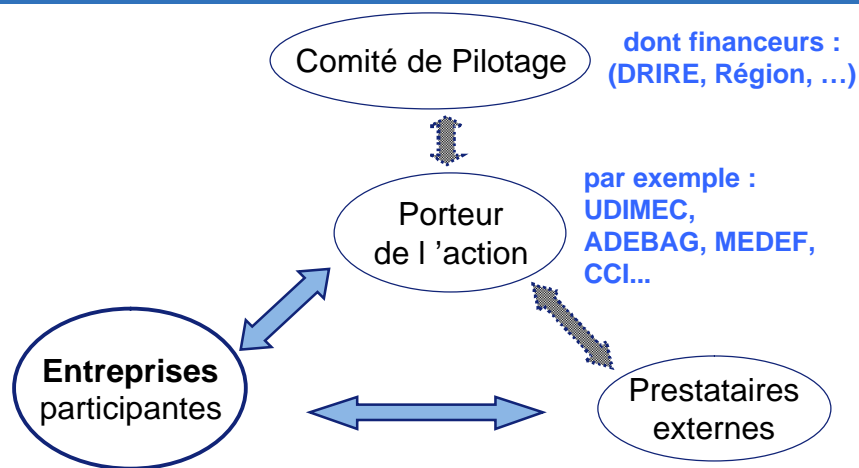 Comité de Pilotage
dont financeurs :
(DRIRE, Région, …)
Porteur
de l ’action
par exemple :
UDIMEC,
ADEBAG, MEDEF,
CCI...
Entreprises
participantes
Prestataires
externes